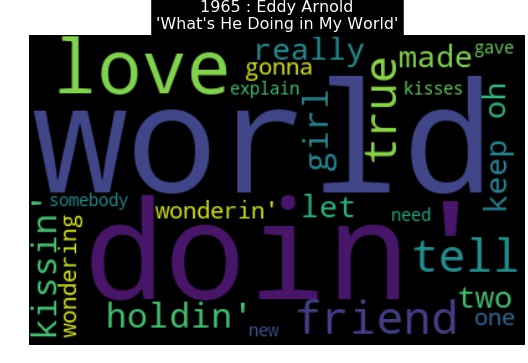 1965 : Eddy Arnold
'What's He Doing in My World'
love
really
gonna
made
gave
explain
kisses
true
girl
oh
world
keep
somebody
wonderin'
let
need
doin'
kissin'
wondering
tell
holdin'
new
friend
two
one